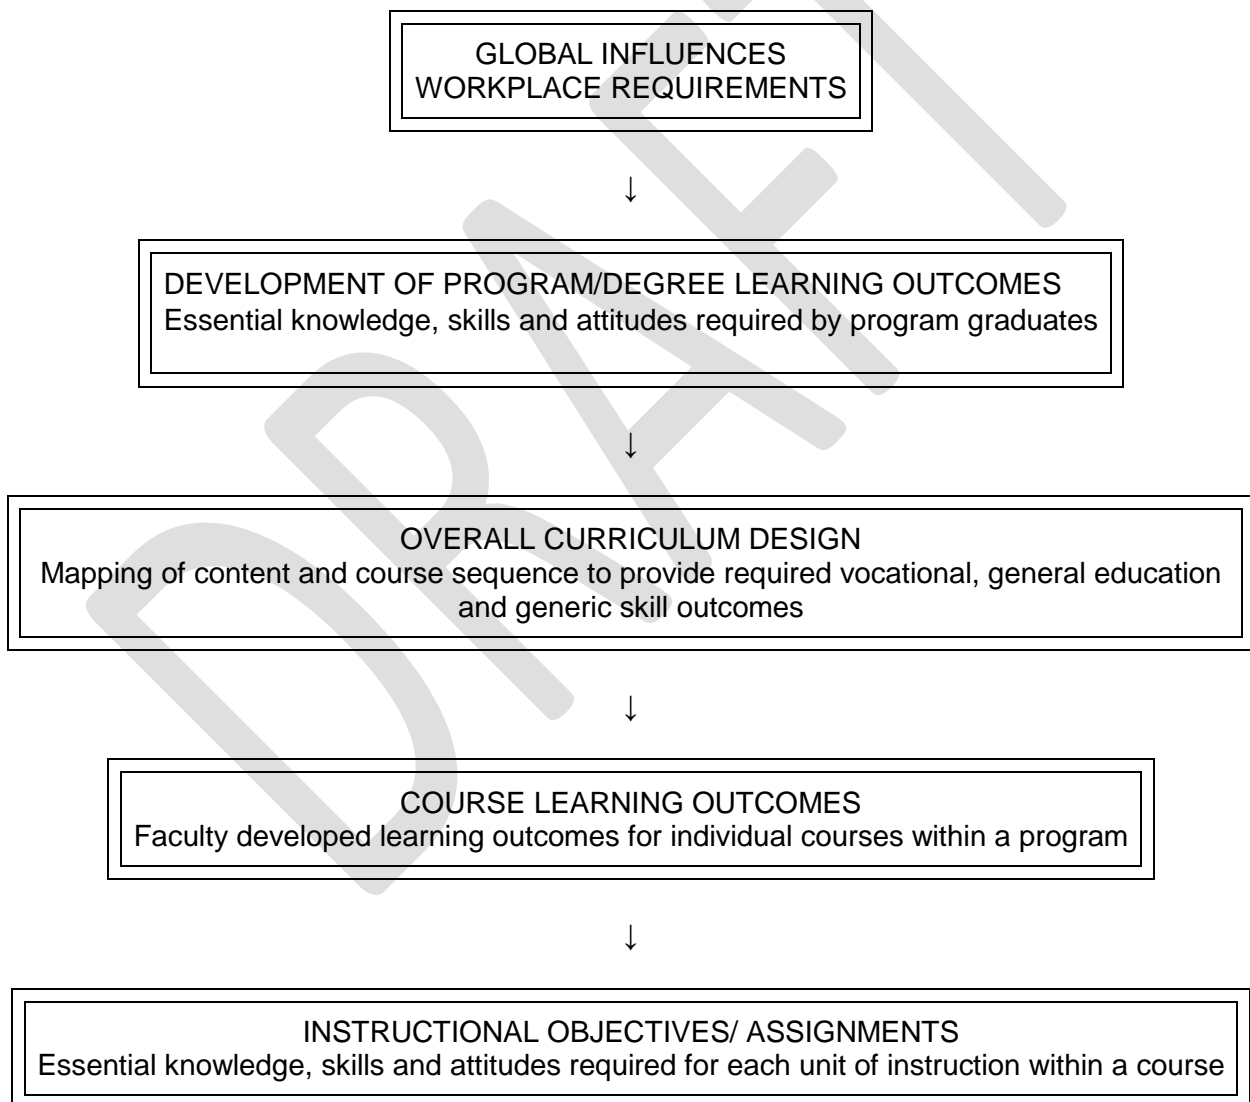 GLOBAL INFLUENCES
WORKPLACE REQUIREMENTS
↓
DEVELOPMENT OF PROGRAM/DEGREE LEARNING OUTCOMES
Essential knowledge, skills and attitudes required by program graduates
↓
OVERALL CURRICULUM DESIGN
Mapping of content and course sequence to provide required vocational, general education
and generic skill outcomes
↓
COURSE LEARNING OUTCOMES
Faculty developed learning outcomes for individual courses within a program
↓
INSTRUCTIONAL OBJECTIVES/ ASSIGNMENTS
Essential knowledge, skills and attitudes required for each unit of instruction within a course
DRAFT